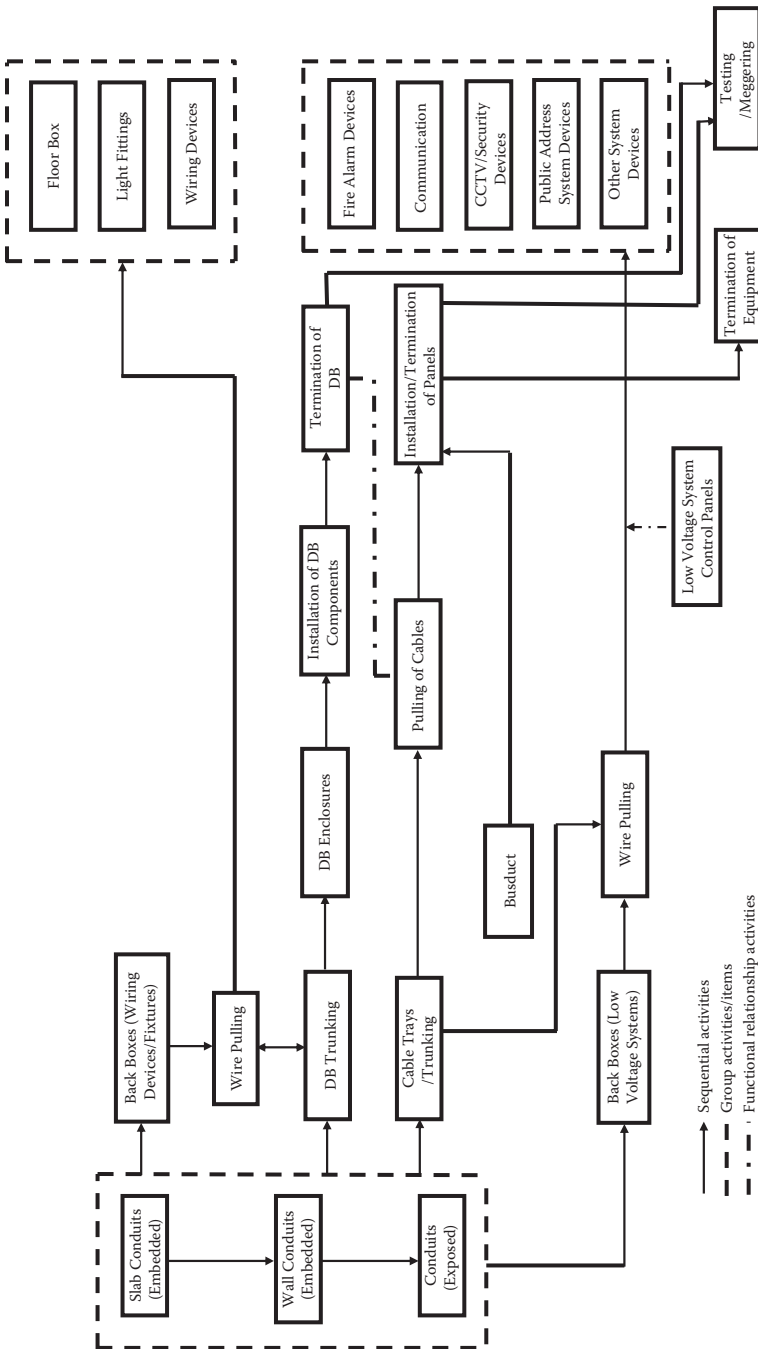 Slab Conduits
(Embedded)
Wall Conduits
(Embedded)
Conduits
(Exposed)
Back Boxes (Wiring
Devices/Fixtures)
Wire Pulling
DB Trunking
Cable Trays
/Trunking
Back Boxes (Low
Voltage Systems)
DB Enclosures
Busduct
Wire Pulling
Installation of DB
Components
Pulling of Cables
Termination of
DB
Installation/Termination
of Panels
Low Voltage System
Control Panels
Floor Box
Light Fittings
Wiring Devices
Fire Alarm Devices
Communication
CCTV/Security
Devices
Public Address
System Devices
Other System
Devices
Termination of
Equipment
Testing
/Meggering
Sequential activities
Group activities/items
Functional relationship activities